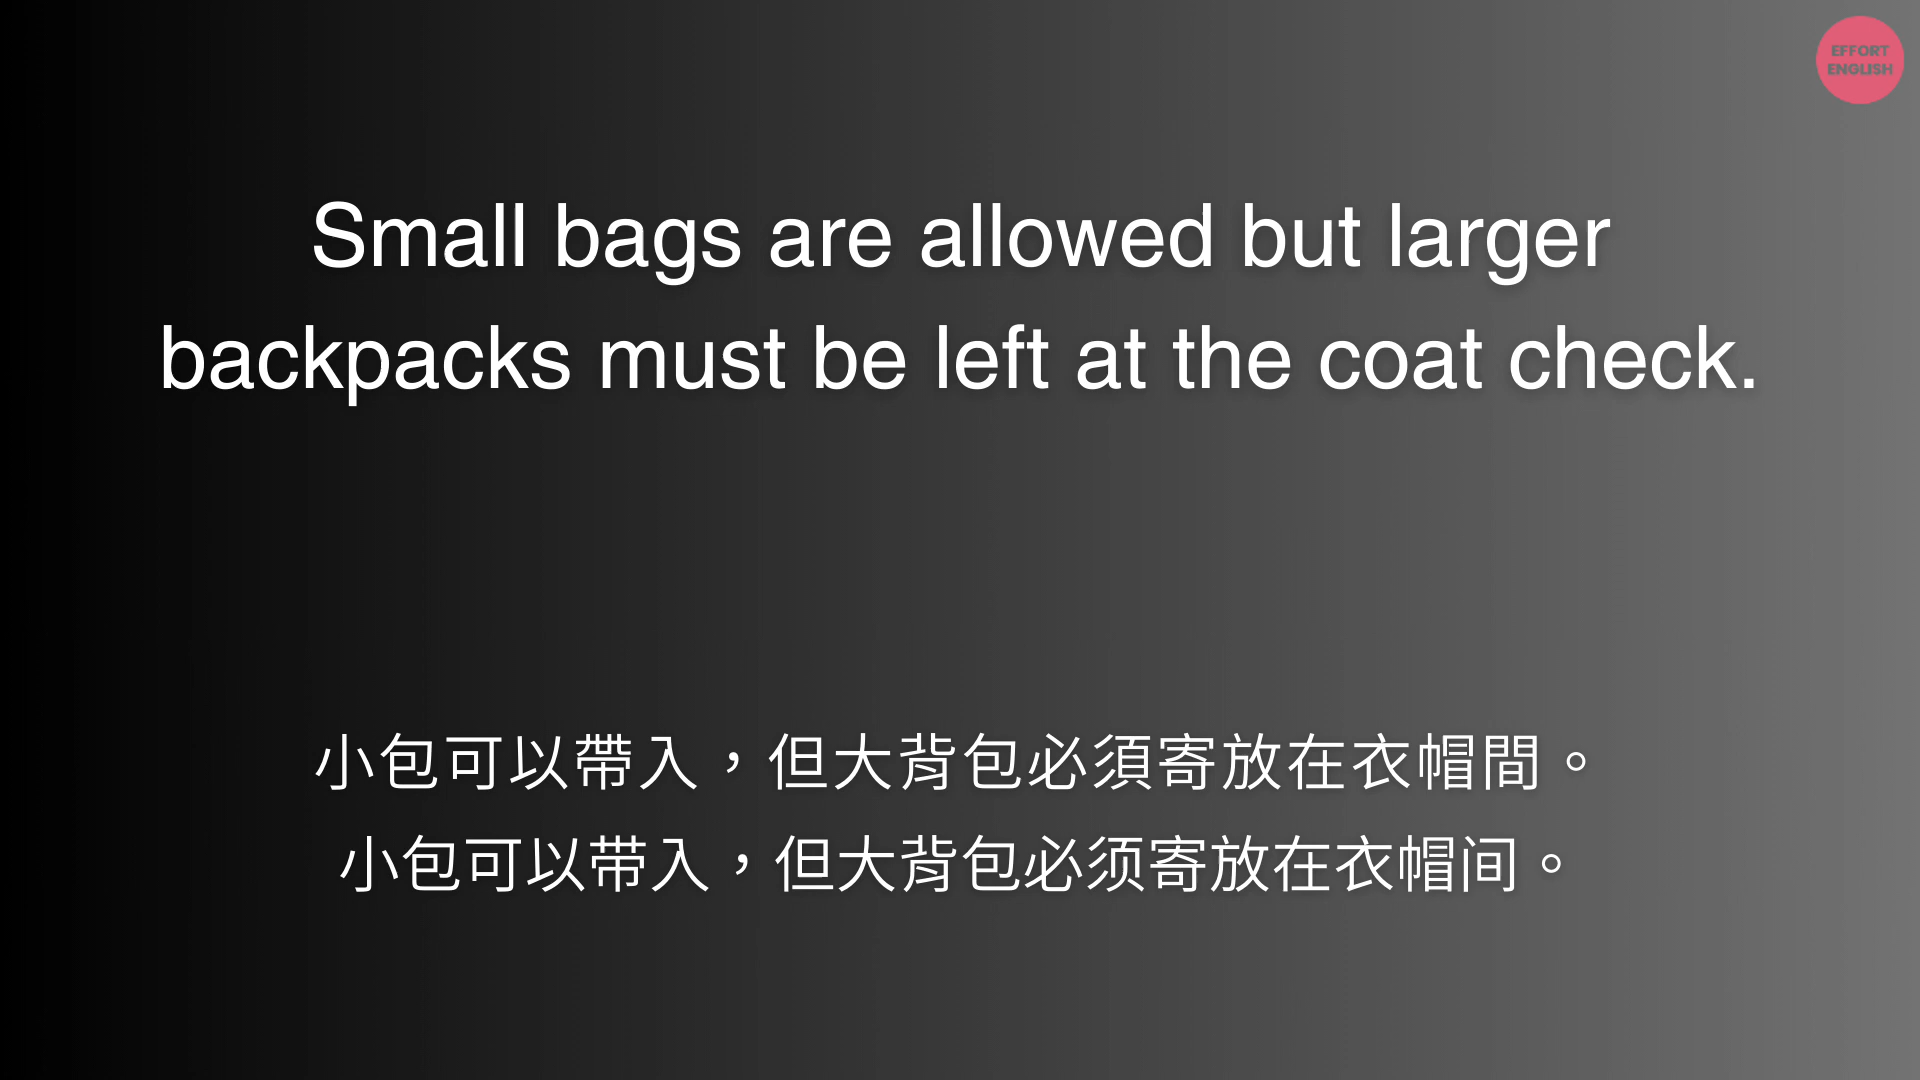 EFFORT
ENGLISH
Small bags are allowed but larger
backpacks must be left at the coat check.
小包可以帶入，但大背包必須寄放在衣帽間。
小包可以带入，但大背包必须寄放在衣帽间。